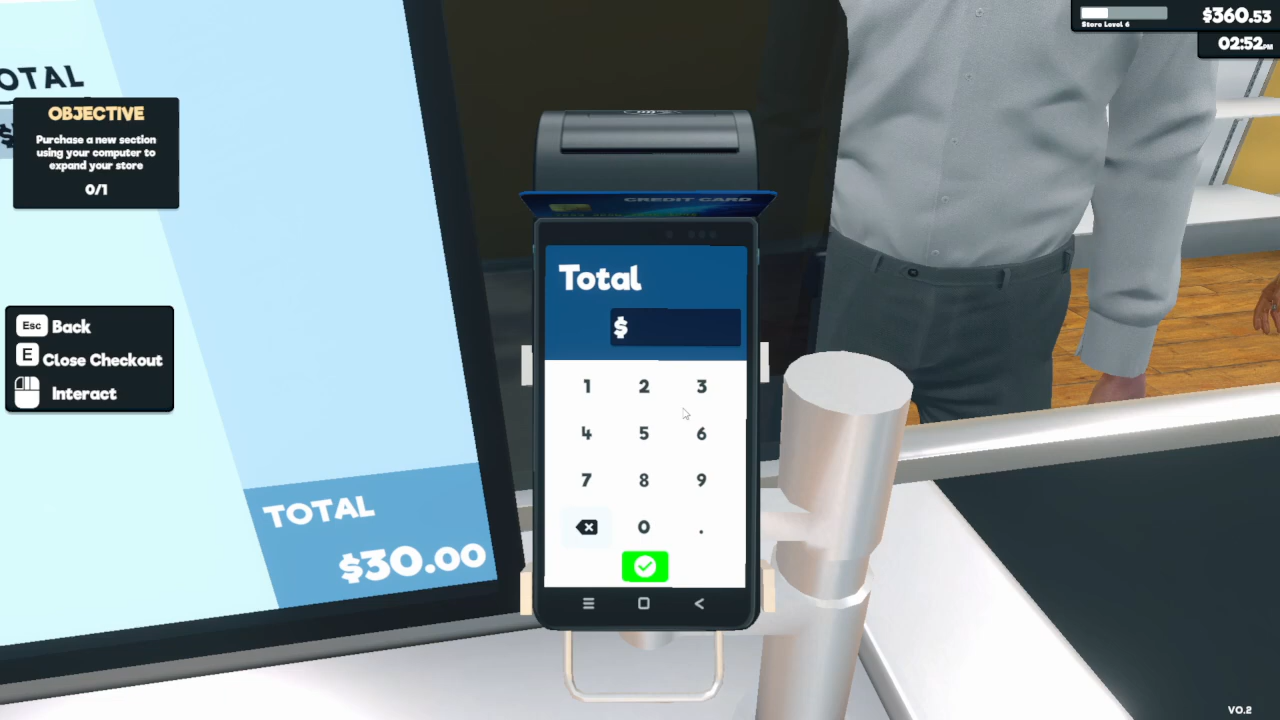 $360.53
Store Level 6
02:52PM
OTAL
$
OBJECTIVE
Purchase a new section
using your computer to
expand your store
0/1
Esc Back
E Close Checkout
Interact
TOTAL
$30.00
CREDIT CARD
Total
$
1 2 3
4 5 6
7 8 9
0 .
V0.2